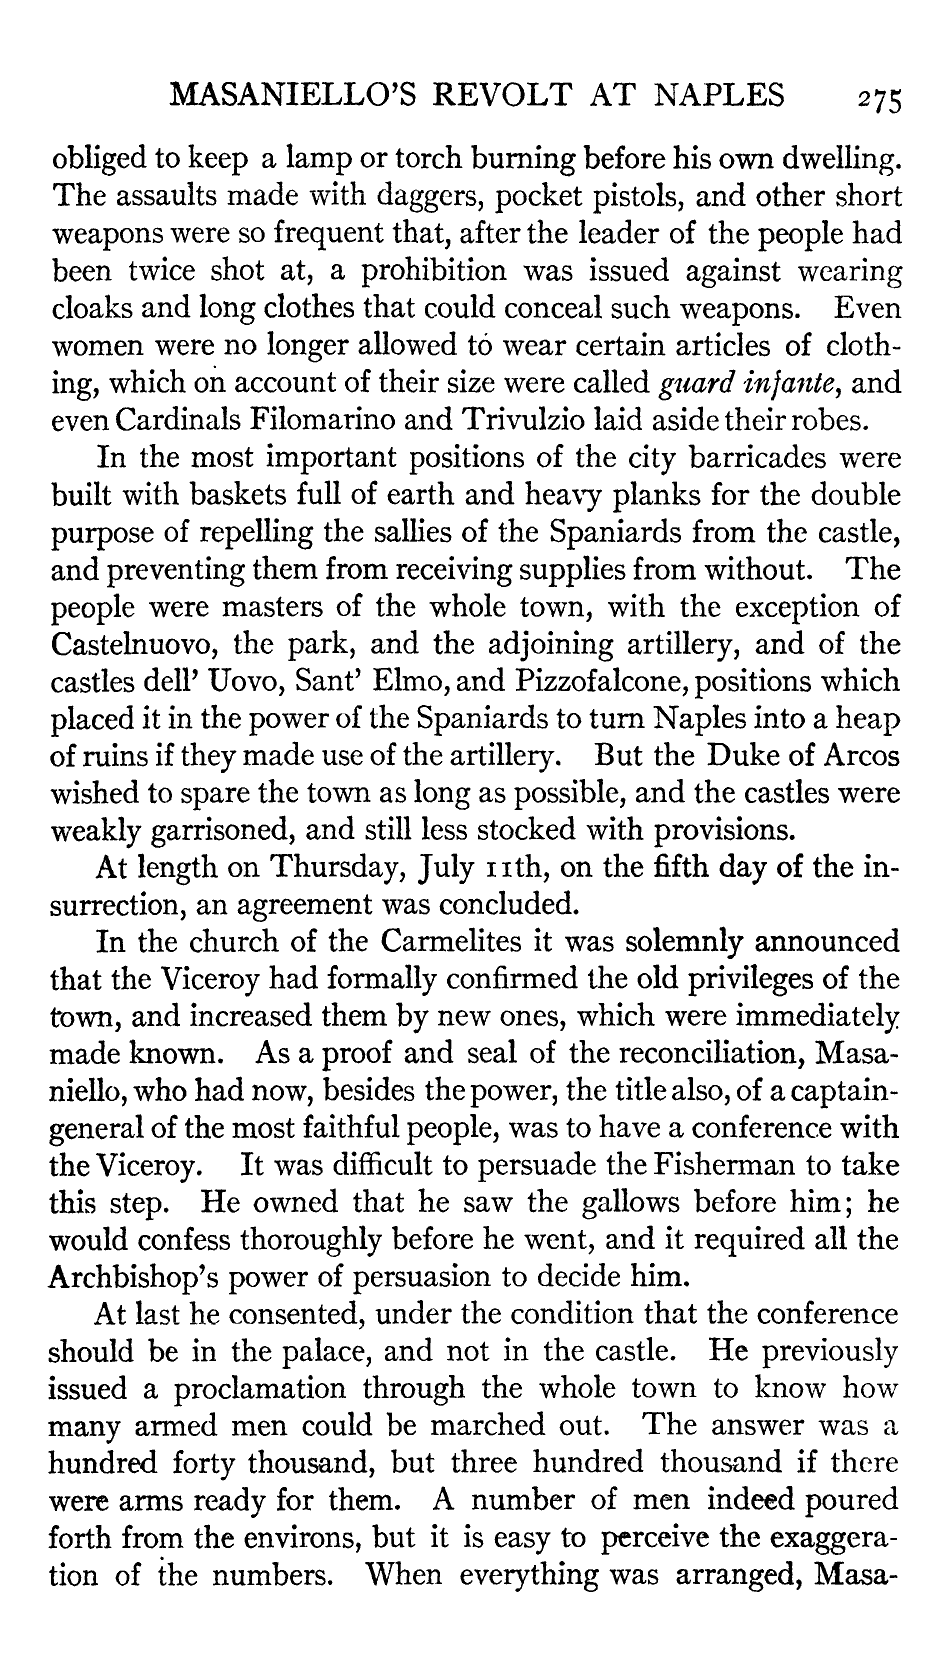 MASANIELLO'S REVOLT AT NAPLES 275
obliged to keep a lamp or torch burning before his own dwelling.
The assaults made with daggers, pocket pistols, and other short
weapons were so frequent that, after the leader of the people had
been twice shot at, a prohibition was issued against wearing
cloaks and long clothes that could conceal such weapons. Even
women were no longer allowed to wear certain articles of cloth-
ing, which on account of their size were called guard infante, and
even Cardinals Filomarino and Trivulzio laid aside their robes.
In the most important positions of the city barricades were
built with baskets full of earth and heavy planks for the double
purpose of repelling the sallies of the Spaniards from the castle,
and preventing them from receiving supplies from without. The
people were masters of the whole town, with the exception of
Castelnuovo, the park, and the adjoining artillery, and of the
castles dell' Uovo, Sant' Elmo, and Pizzofalcone, positions which
placed it in the power of the Spaniards to turn Naples into a heap
of ruins if they made use of the artillery. But the Duke of Arcos
wished to spare the town as long as possible, and the castles were
weakly garrisoned, and still less stocked with provisions.
At length on Thursday, July 11th, on the fifth day of the in-
surrection, an agreement was concluded.
In the church of the Carmelites it was solemnly announced
that the Viceroy had formally confirmed the old privileges of the
town, and increased them by new ones, which were immediately
made known. As a proof and seal of the reconciliation, Masa-
niello, who had now, besides the power, the title also, of a captain-
general of the most faithful people, was to have a conference with
the Viceroy. It was difficult to persuade the Fisherman to take
this step. He owned that he saw the gallows before him; he
would confess thoroughly before he went, and it required all the
Archbishop's power of persuasion to decide him.
At last he consented, under the condition that the conference
should be in the palace, and not in the castle. He previously
issued a proclamation through the whole town to know how
many armed men could be marched out. The answer was a
hundred forty thousand, but three hundred thousand if there
were arms ready for them. A number of men indeed poured
forth from the environs, but it is easy to perceive the exaggera-
tion of the numbers. When everything was arranged, Masa-